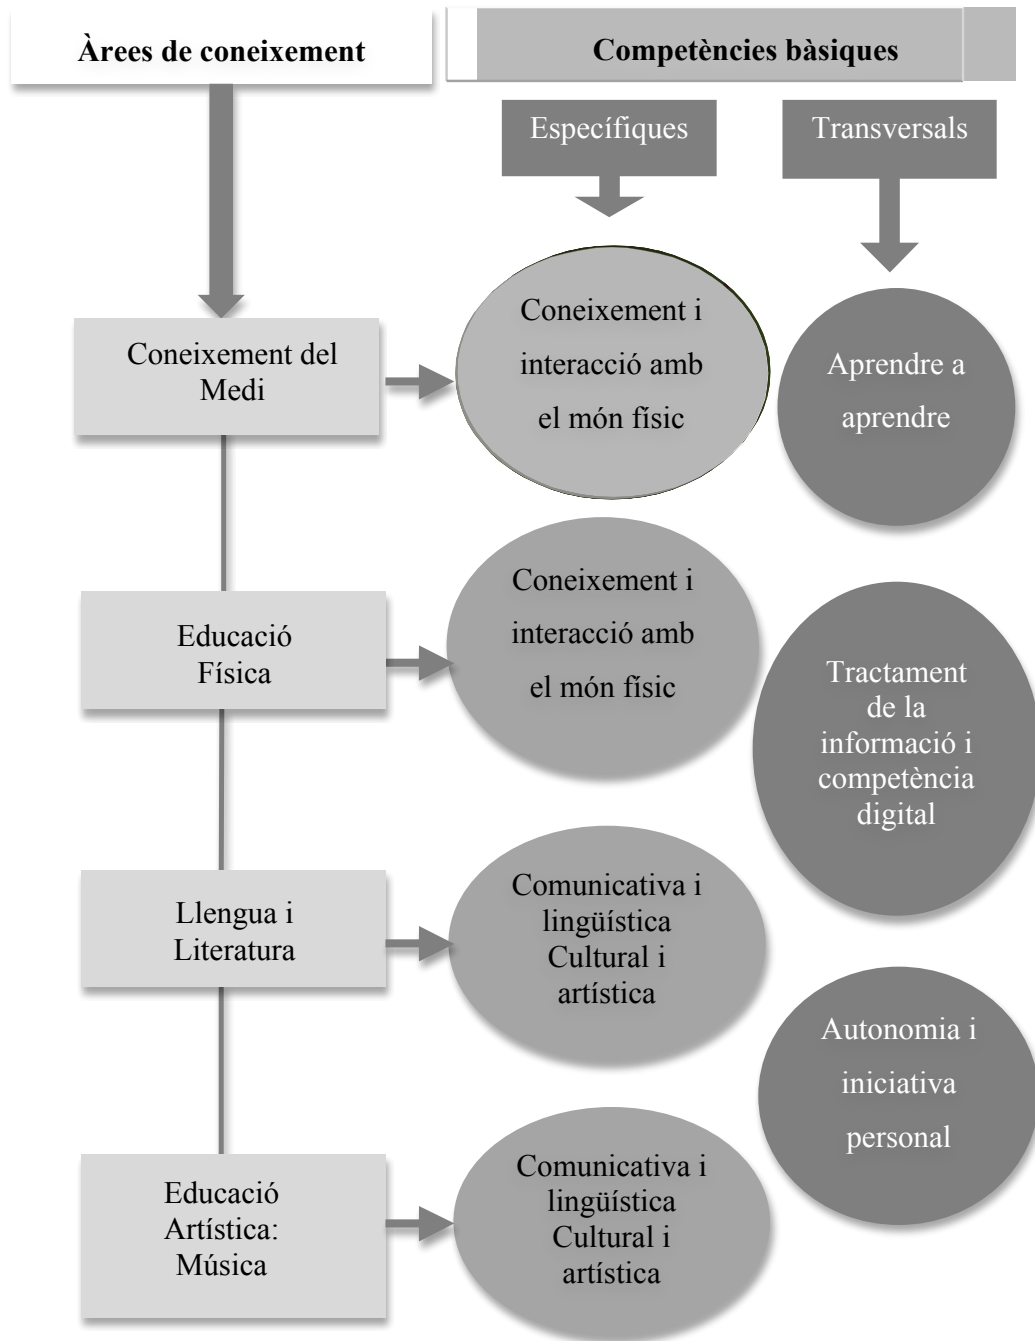 Àrees de coneixement
Competències bàsiques
Específiques
Transversals
Coneixement del
Medi
Coneixement i
interacció amb
el món físic
Aprendre a
aprendre
Educació
Física
Coneixement i
interacció amb
el món físic
Tractament
de la
informació i
competència
digital
Llengua i
Literatura
Comunicativa i
lingüística
Cultural i
artística
Autonomia i
iniciativa
personal
Educació
Artística:
Música
Comunicativa i
lingüística
Cultural i
artística